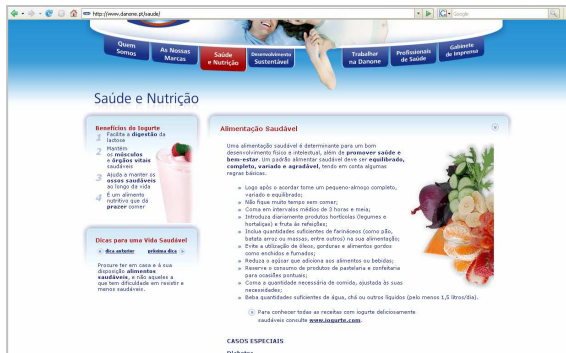 http://www.danone.pt/saude/
Google
Quem
Somos
As Nossas
Marcas
Saúde
e Nutrição
Desenvolvimento
Sustentável
Trabalhar
na Danone
Profissionais
de Saúde
Gabinete
de Imprensa
Saúde e Nutrição
Benefícios do Iogurte
1 Facilita a digestão da
lactose
2 Mantém
os músculos
e órgãos vitais
saudáveis
3 Ajuda a manter os
ossos saudáveis
ao longo da vida
4 É um alimento
nutritivo que dá
prazer comer
Dicas para uma Vida Saudável
dica anterior próxima dica
Procure ter em casa e à sua
disposição alimentos
saudáveis, e não aqueles a
que tem dificuldade em resistir e
menos saudáveis.
Alimentação Saudável
Uma alimentação saudável é determinante para um bom
desenvolvimento físico e intelectual, além de promover saúde e
bem-estar. Um padrão alimentar saudável deve ser equilibrado,
completo, variado e agradável, tendo em conta algumas
regras básicas.
» Logo após o acordar tome um pequeno-almoço completo,
variado e equilibrado;
» Não fique muito tempo sem comer;
» Coma em intervalos médios de 3 horas e meia;
» Introduza diariamente produtos hortícolas (legumes e
hortaliças) e fruta às refeições;
» Inclua quantidades suficientes de farináceos (como pão,
batata arroz ou massas, entre outros) na sua alimentação;
» Evite a utilização de óleos, gorduras e alimentos gordos
como enchidos e fumados;
» Reduza o açúcar que adiciona aos alimentos ou bebidas;
» Reserve o consumo de produtos de pastelaria e confeitaria
para ocasiões pontuais;
» Coma a quantidade necessária de comida, ajustada às suas
necessidades;
» Beba quantidades suficientes de água, chá ou outros líquidos (pelo menos 1,5 litros/dia).
Para conhecer todas as receitas com iogurte deliciosamente
saudáveis consulte www.iogurte.com.
CASOS ESPECIAIS
Diabetes